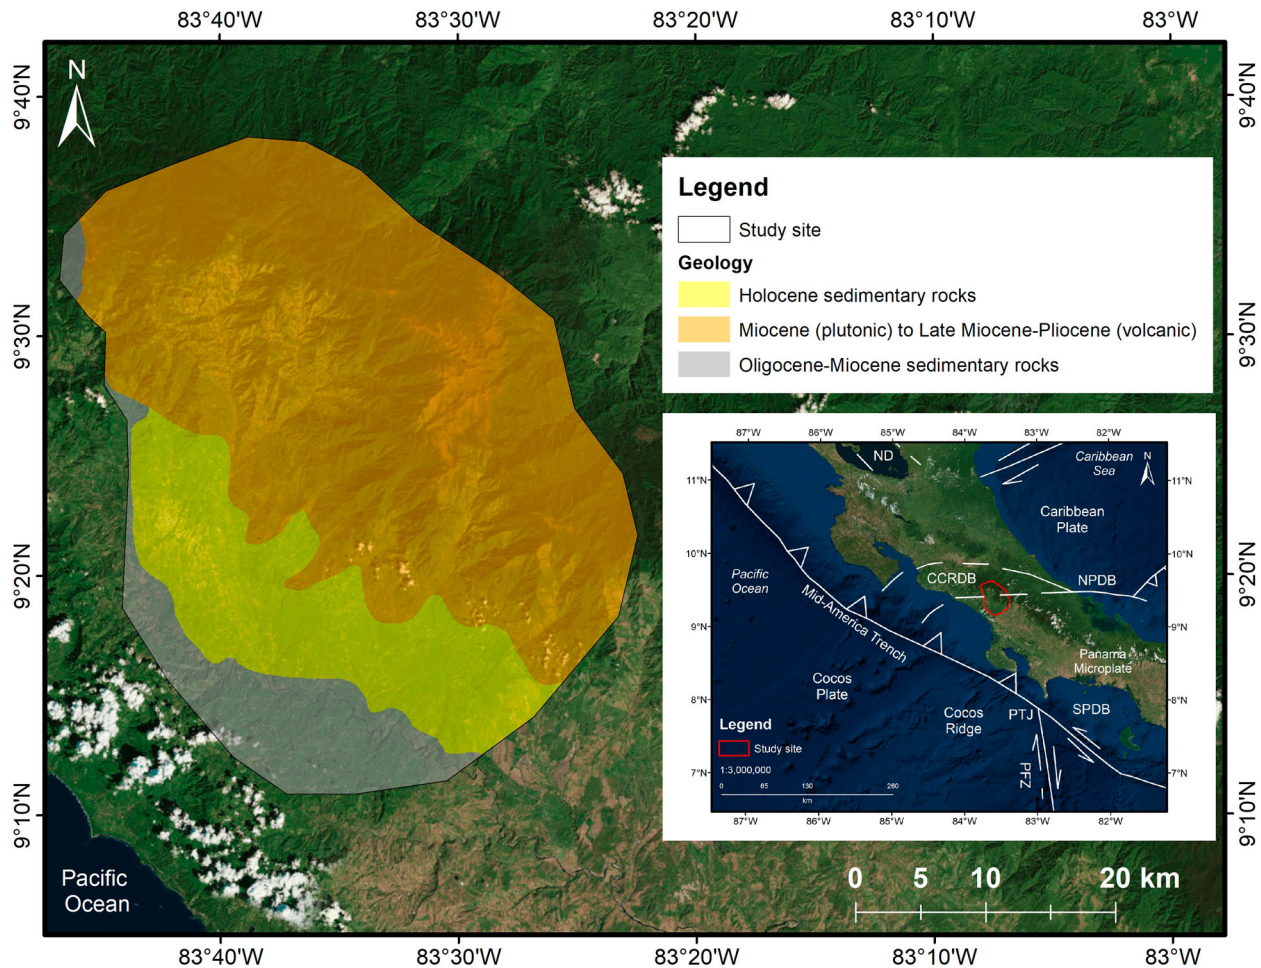 83°40'W 83°30'W 83°20'W 83°10'W 83°W
9°40'N
9°30'N
9°20'N
9°10'N
N
Legend
Study site
Geology
Holocene sedimentary rocks
Miocene (plutonic) to Late Miocene-Pliocene (volcanic)
Oligocene-Miocene sedimentary rocks
87°W 86°W 85°W 84°W 83°W 82°W
11°N
10°N
9°N
8°N
7°N
ND
Caribbean
Sea
N
Caribbean
Plate
Pacific
Ocean
CCRDB
NPDB
Mid-America Trench
Panama
Microplate
Cocos
Plate
Cocos
Ridge
PTJ
SPDB
PFZ
Legend
Study site
1:3,000,000
0 65 130 260
km
11°N
10°N
9°N
8°N
7°N
87°W 86°W 85°W 84°W 83°W 82°W
Pacific
Ocean
0 5 10 20 km
9°40'N
9°30'N
9°20'N
9°10'N
83°40'W 83°30'W 83°20'W 83°10'W 83°W